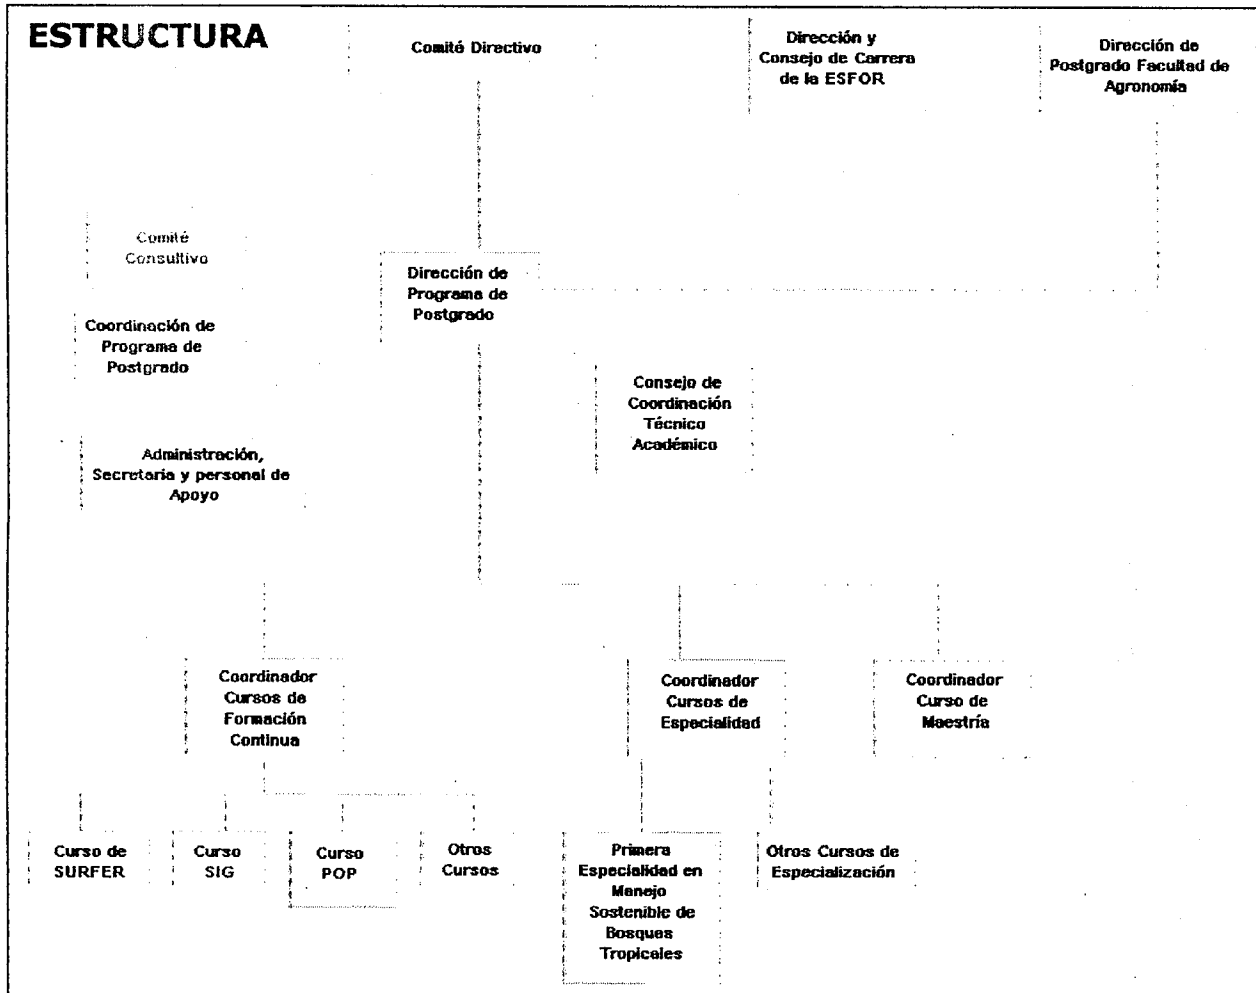 ESTRUCTURA
Comité Directivo
Dirección y
Consejo de Carrera
de la ESFOR
Dirección de
Postgrado Facultad de
Agronomía
Comité
Consultivo
Dirección de
Programa de
Postgrado
Coordinación de
Programa de
Postgrado
Consejo de
Coordinación
Técnico
Académico
Administración,
Secretaria y personal de
Apoyo
Coordinador
Cursos de
Formación
Continua
Coordinador
Cursos de
Especialidad
Coordinador
Curso de
Maestría
Curso de
SURFER
Curso
SIG
Curso
POP
Otros
Cursos
Primera
Especialidad en
Manejo
Sostenible de
Bosques
Tropicales
Otros Cursos de
Especialización